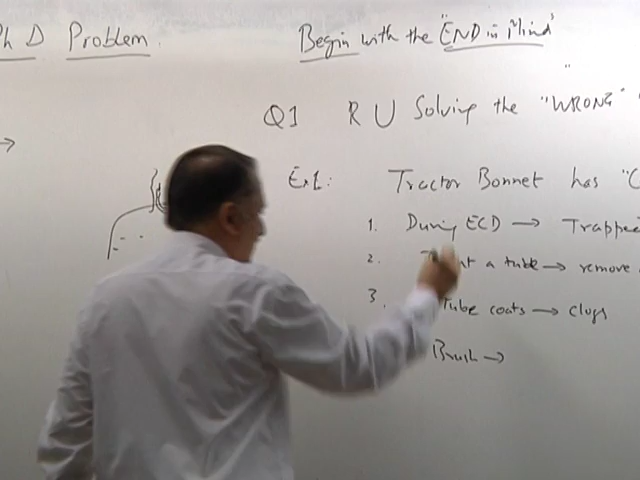 Ph D Problem
Begin with the "END in Mind"
Q1 R U Solving the "WRONG"
Ex1: Tractor Bonnet has "C
1. During ECD → Trapped
2. t a tube → remove
3. Tube coats → clogs
Brush →